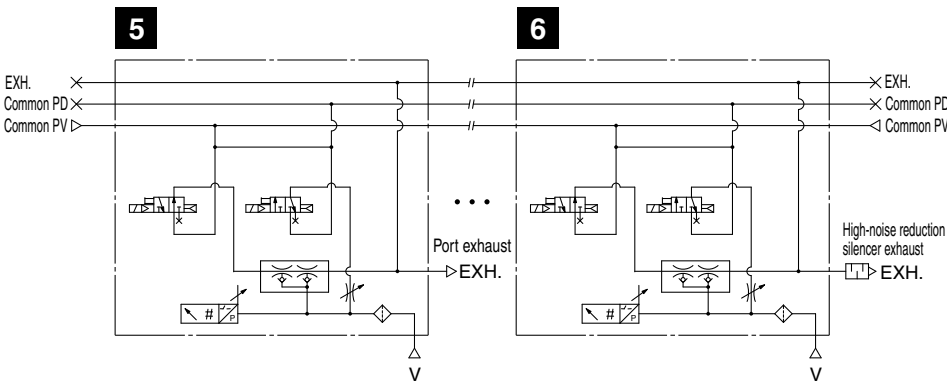 5
6
EXH.
Common PD
Common PV
EXH.
Common PD
Common PV
Port exhaust
EXH.
High-noise reduction
silencer exhaust
EXH.
# P
# P
V
V